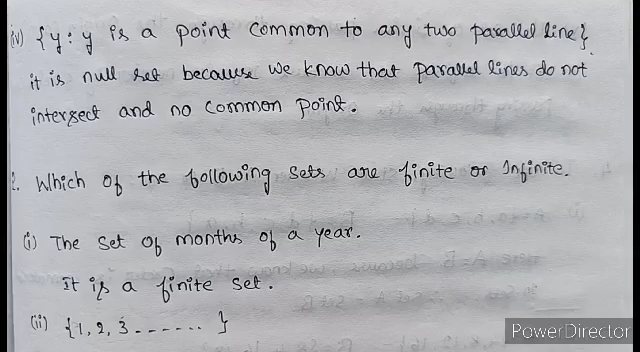 iv) {y : y is a point common to any two parallel line}
it is null set because we know that parallel lines do not
intersect and no common point.
2. Which of the following sets are finite or Infinite.
(i) The set of months of a year.
It is a finite set.
(ii) {1, 2, 3 - - - - - - - }
PowerDirector